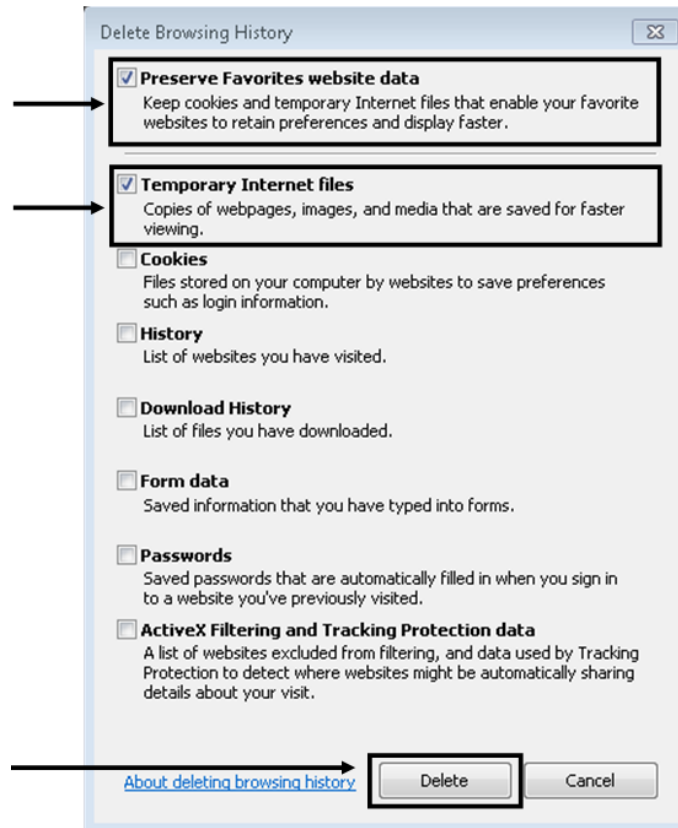 Delete Browsing History
Preserve Favorites website data
Keep cookies and temporary Internet files that enable your favorite
websites to retain preferences and display faster.
Temporary Internet files
Copies of webpages, images, and media that are saved for faster
viewing.
Cookies
Files stored on your computer by websites to save preferences
such as login information.
History
List of websites you have visited.
Download History
List of files you have downloaded.
Form data
Saved information that you have typed into forms.
Passwords
Saved passwords that are automatically filled in when you sign in
to a website you've previously visited.
ActiveX Filtering and Tracking Protection data
A list of websites excluded from filtering, and data used by Tracking
Protection to detect where websites might be automatically sharing
details about your visit.
About deleting browsing history Delete Cancel